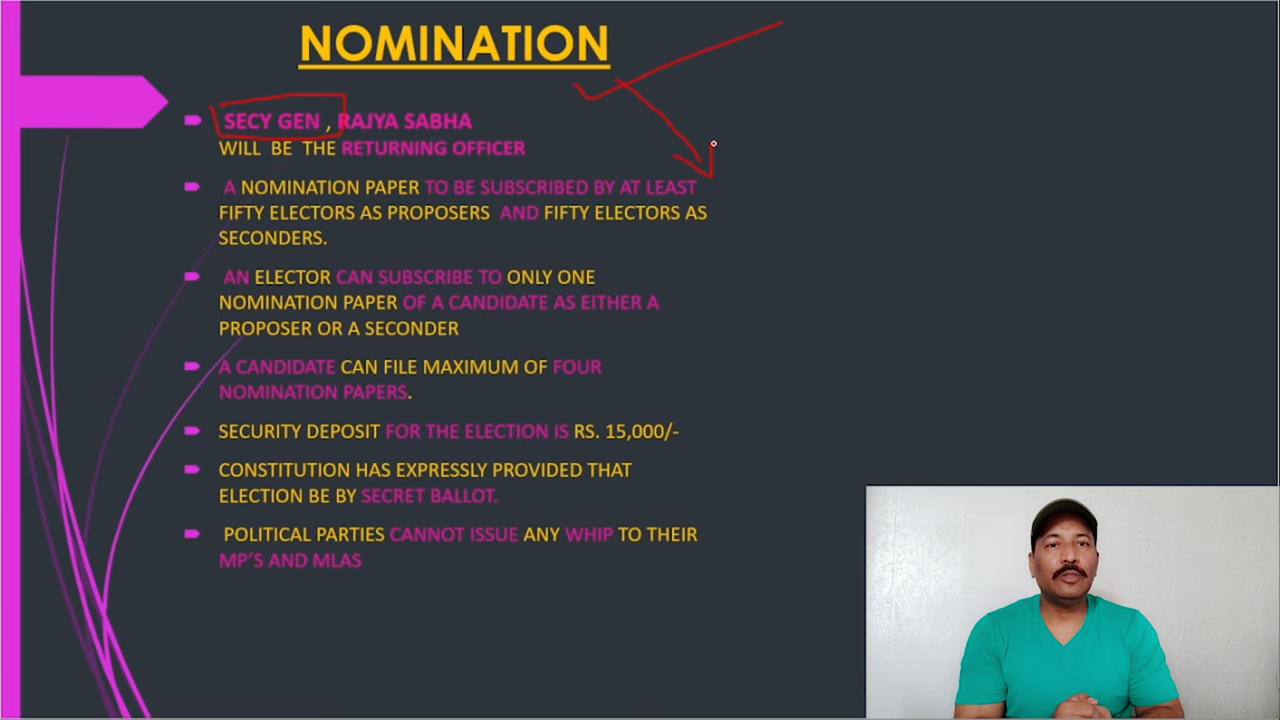 NOMINATION
SECY GEN , RAJYA SABHA
WILL BE THE RETURNING OFFICER
A NOMINATION PAPER TO BE SUBSCRIBED BY AT LEAST
FIFTY ELECTORS AS PROPOSERS AND FIFTY ELECTORS AS
SECONDERS.
AN ELECTOR CAN SUBSCRIBE TO ONLY ONE
NOMINATION PAPER OF A CANDIDATE AS EITHER A
PROPOSER OR A SECONDER
A CANDIDATE CAN FILE MAXIMUM OF FOUR
NOMINATION PAPERS.
SECURITY DEPOSIT FOR THE ELECTION IS RS. 15,000/-
CONSTITUTION HAS EXPRESSLY PROVIDED THAT
ELECTION BE BY SECRET BALLOT.
POLITICAL PARTIES CANNOT ISSUE ANY WHIP TO THEIR
MP'S AND MLAS